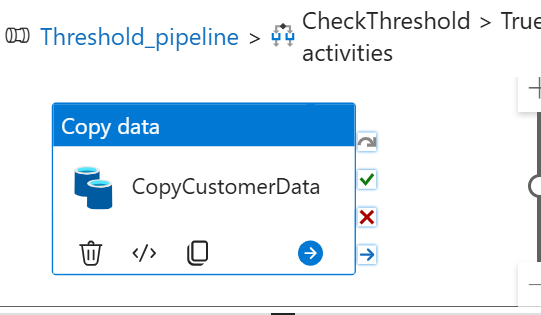 Threshold_pipeline > CheckThreshold > True
activities
Copy data
CopyCustomerData